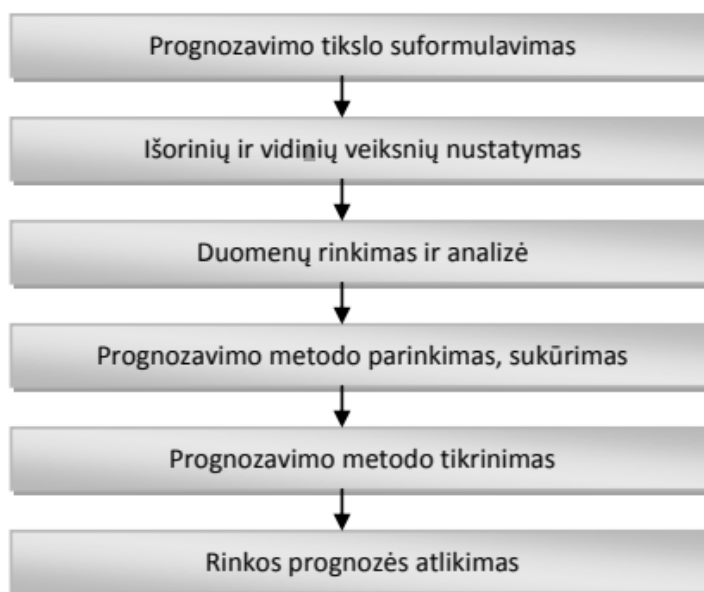 Prognozavimo tikslo suformulavimas
Išorinių ir vidinių veiksnių nustatymas
Duomenų rinkimas ir analizė
Prognozavimo metodo parinkimas, sukūrimas
Prognozavimo metodo tikrinimas
Rinkos prognozės atlikimas